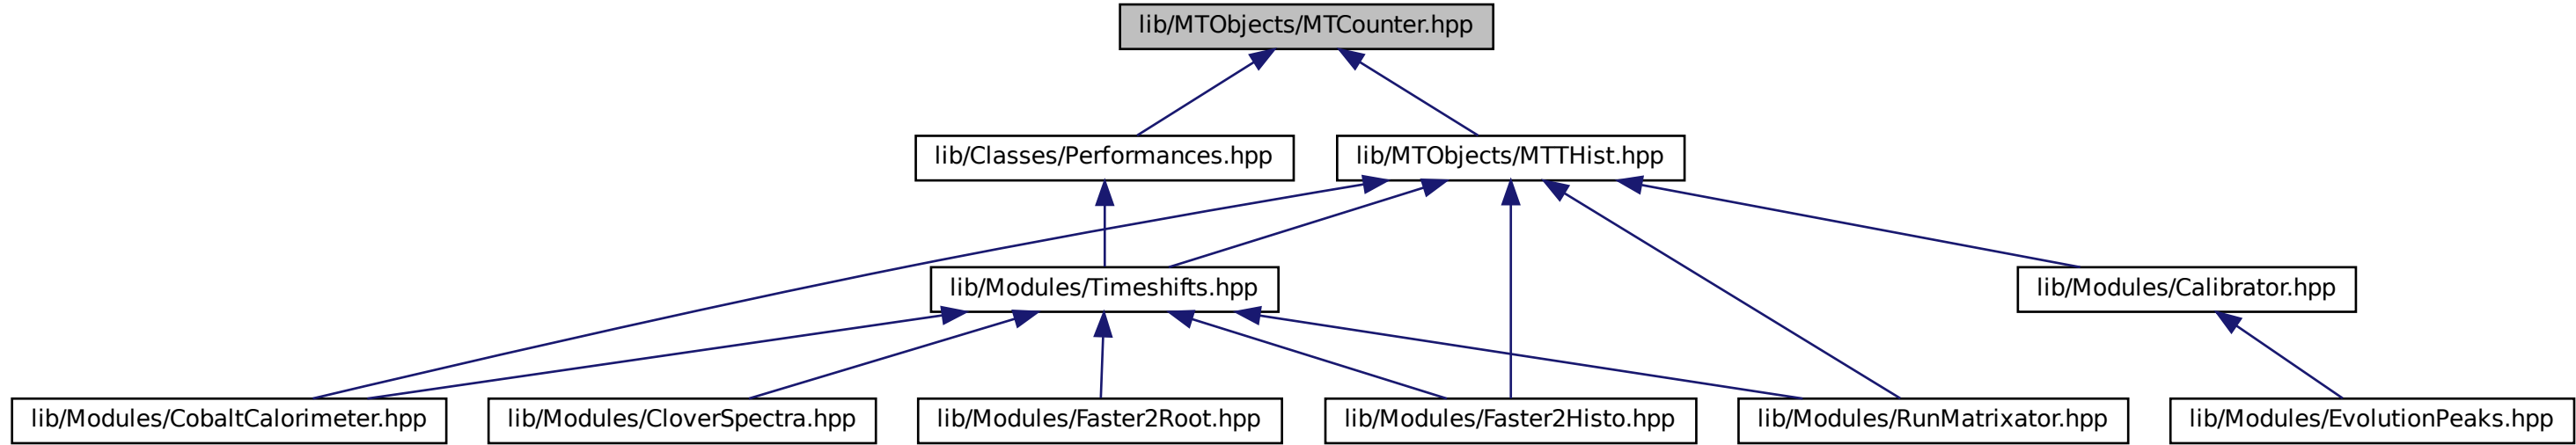 lib/MTObjects/MTCounter.hpp
lib/Classes/Performances.hpp
lib/MTObjects/MTTHist.hpp
lib/Modules/Timeshifts.hpp
lib/Modules/Calibrator.hpp
lib/Modules/CobaltCalorimeter.hpp
lib/Modules/CloverSpectra.hpp
lib/Modules/Faster2Root.hpp
lib/Modules/Faster2Histo.hpp
lib/Modules/RunMatrixator.hpp
lib/Modules/EvolutionPeaks.hpp